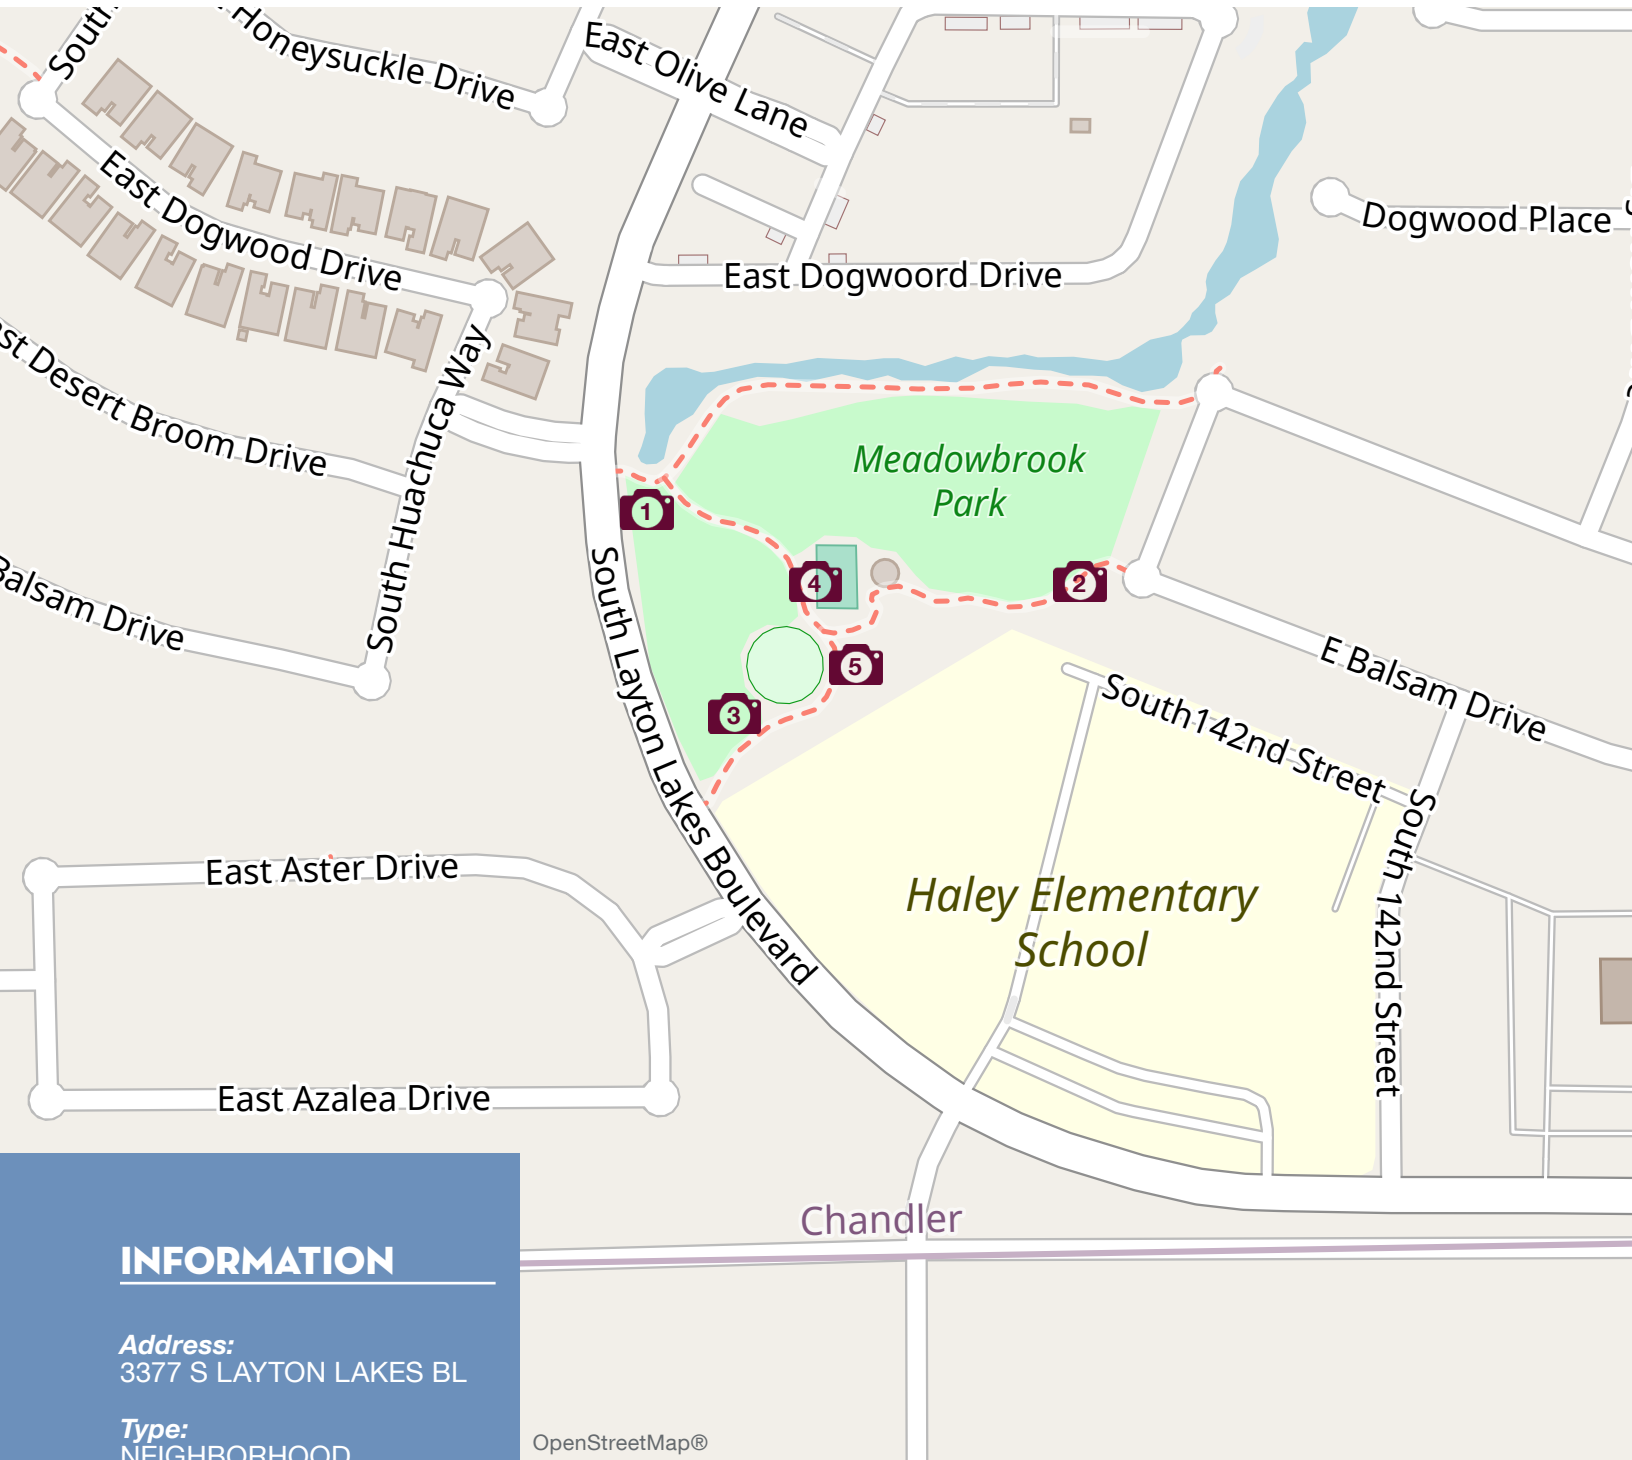 South
Honeysuckle Drive
East Olive Lane
East Dogwood Drive
Dogwood Place
East Dogwoord Drive
st Desert Broom Drive
South Huachuca Way
Meadowbrook
Park
1
4
2
5
3
Balsam Drive
South Layton Lakes Boulevard
E Balsam Drive
South142nd Street
South 142nd Street
East Aster Drive
Haley Elementary
School
East Azalea Drive
Chandler
INFORMATION
Address:
3377 S LAYTON LAKES BL
Type:
NEIGHBORHOOD
OpenStreetMap®